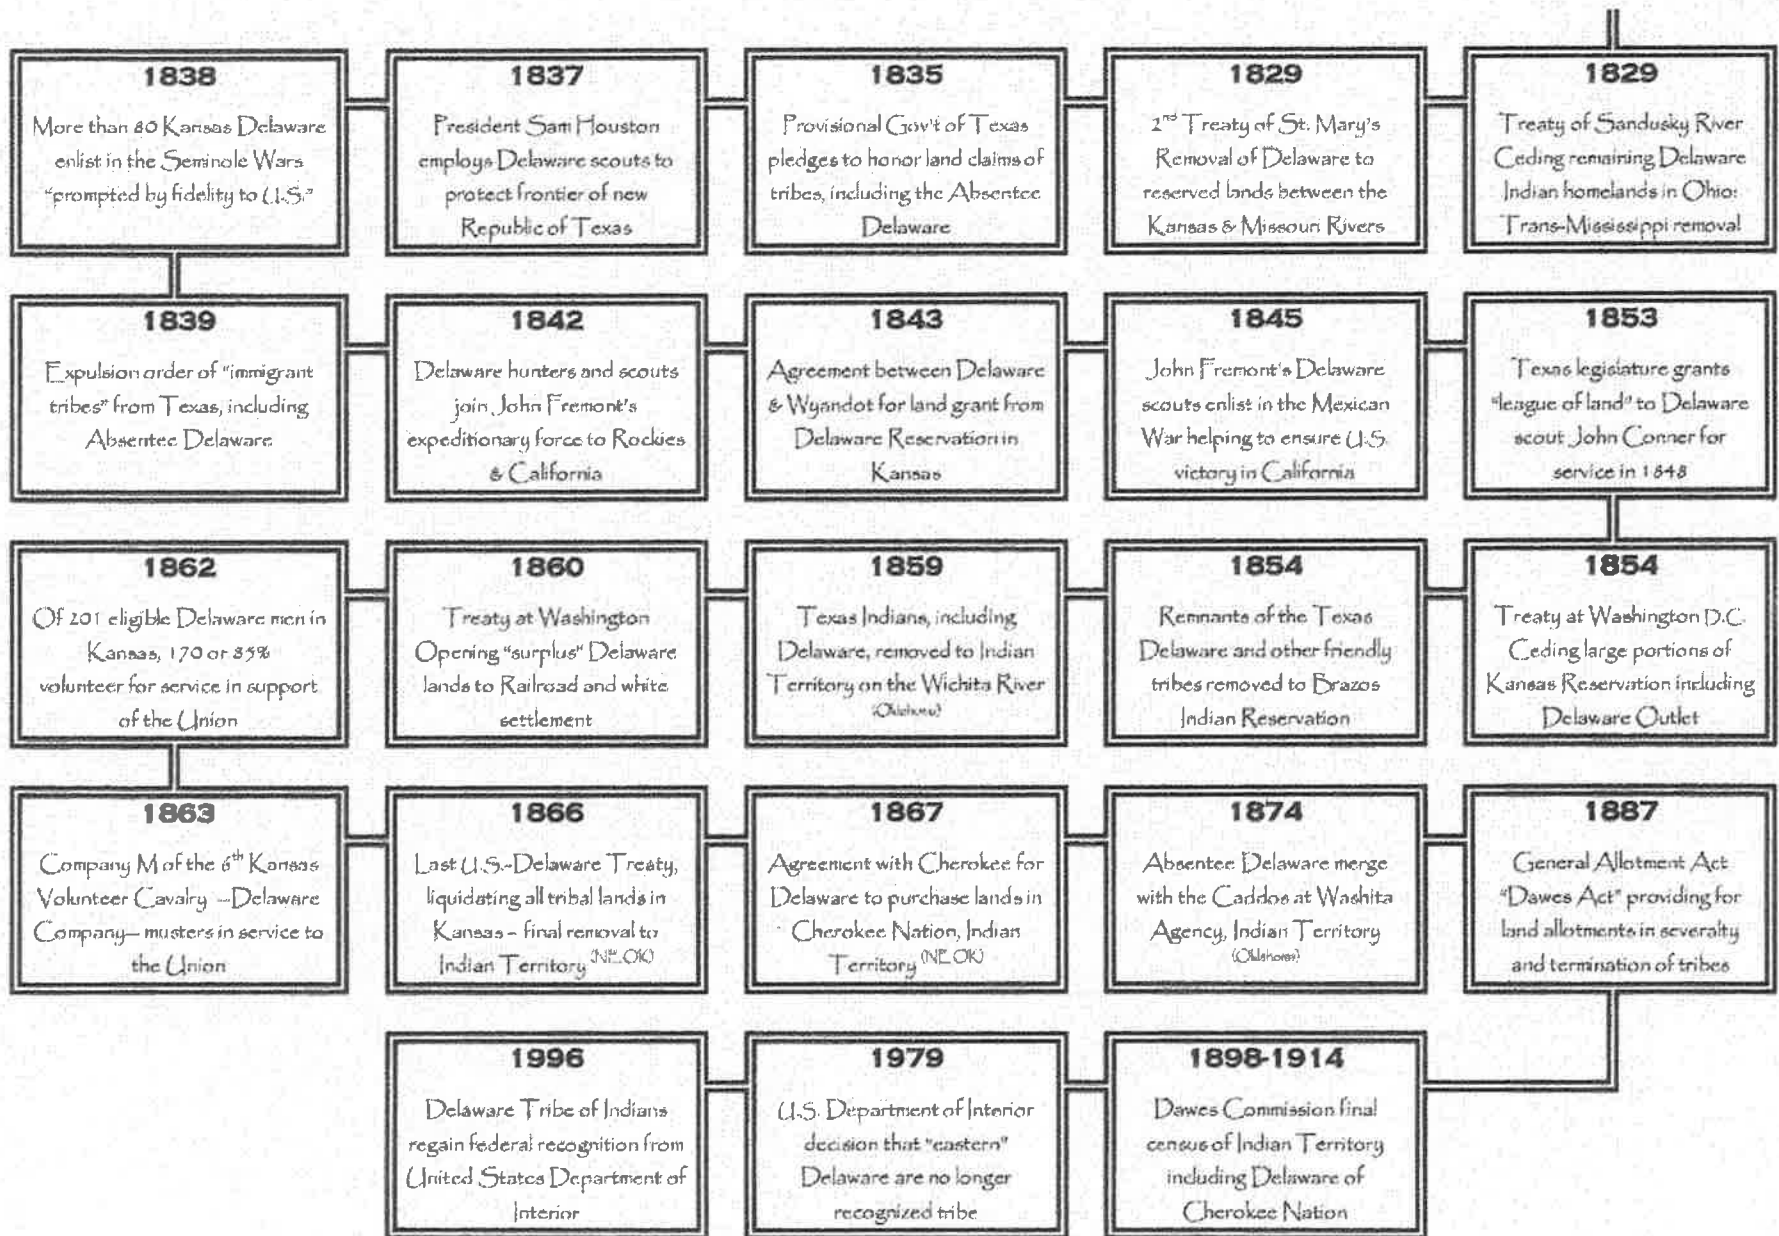 1829
Treaty of Sandusky River
Ceding remaining Delaware
Indian homelands in Ohio:
Trans-Mississippi removal
1829
2nd Treaty of St. Mary's
Removal of Delaware to
reserved lands between the
Kansas & Missouri Rivers
1835
Provisional Gov't of Texas
pledges to honor land claims of
tribes, including the Absentee
Delaware
1837
President Sam Houston
employs Delaware scouts to
protect frontier of new
Republic of Texas
1838
More than 80 Kansas Delaware
enlist in the Seminole Wars
"prompted by fidelity to U.S."
1839
Expulsion order of "immigrant
tribes" from Texas, including
Absentee Delaware
1842
Delaware hunters and scouts
join John Fremont's
expeditionary force to Rockies
& California
1843
Agreement between Delaware
& Wyandot for land grant from
Delaware Reservation in
Kansas
1845
John Fremont's Delaware
scouts enlist in the Mexican
War helping to ensure U.S.
victory in California
1853
Texas legislature grants
"league of land" to Delaware
scout John Conner for
service in 1848
1854
Treaty at Washington D.C.
Ceding large portions of
Kansas Reservation including
Delaware Outlet
1854
Remnants of the Texas
Delaware and other friendly
tribes removed to Brazos
Indian Reservation
1859
Texas Indians, including
Delaware, removed to Indian
Territory on the Wichita River
(Oklahoma)
1860
Treaty at Washington
Opening "surplus" Delaware
lands to Railroad and white
settlement
1862
Of 201 eligible Delaware men in
Kansas, 170 or 85%
volunteer for service in support
of the Union
1863
Company M of the 6th Kansas
Volunteer Cavalry –Delaware
Company– musters in service to
the Union
1866
Last U.S.-Delaware Treaty,
liquidating all tribal lands in
Kansas – final removal to
Indian Territory (NE OK)
1867
Agreement with Cherokee for
Delaware to purchase lands in
Cherokee Nation, Indian
Territory (NE OK)
1874
Absentee Delaware merge
with the Caddos at Washita
Agency, Indian Territory
(Oklahoma)
1887
General Allotment Act
"Dawes Act" providing for
land allotments in severalty
and termination of tribes
1898-1914
Dawes Commission final
census of Indian Territory
including Delaware of
Cherokee Nation
1979
U.S. Department of Interior
decision that "eastern"
Delaware are no longer
recognized tribe
1996
Delaware Tribe of Indians
regain federal recognition from
United States Department of
Interior